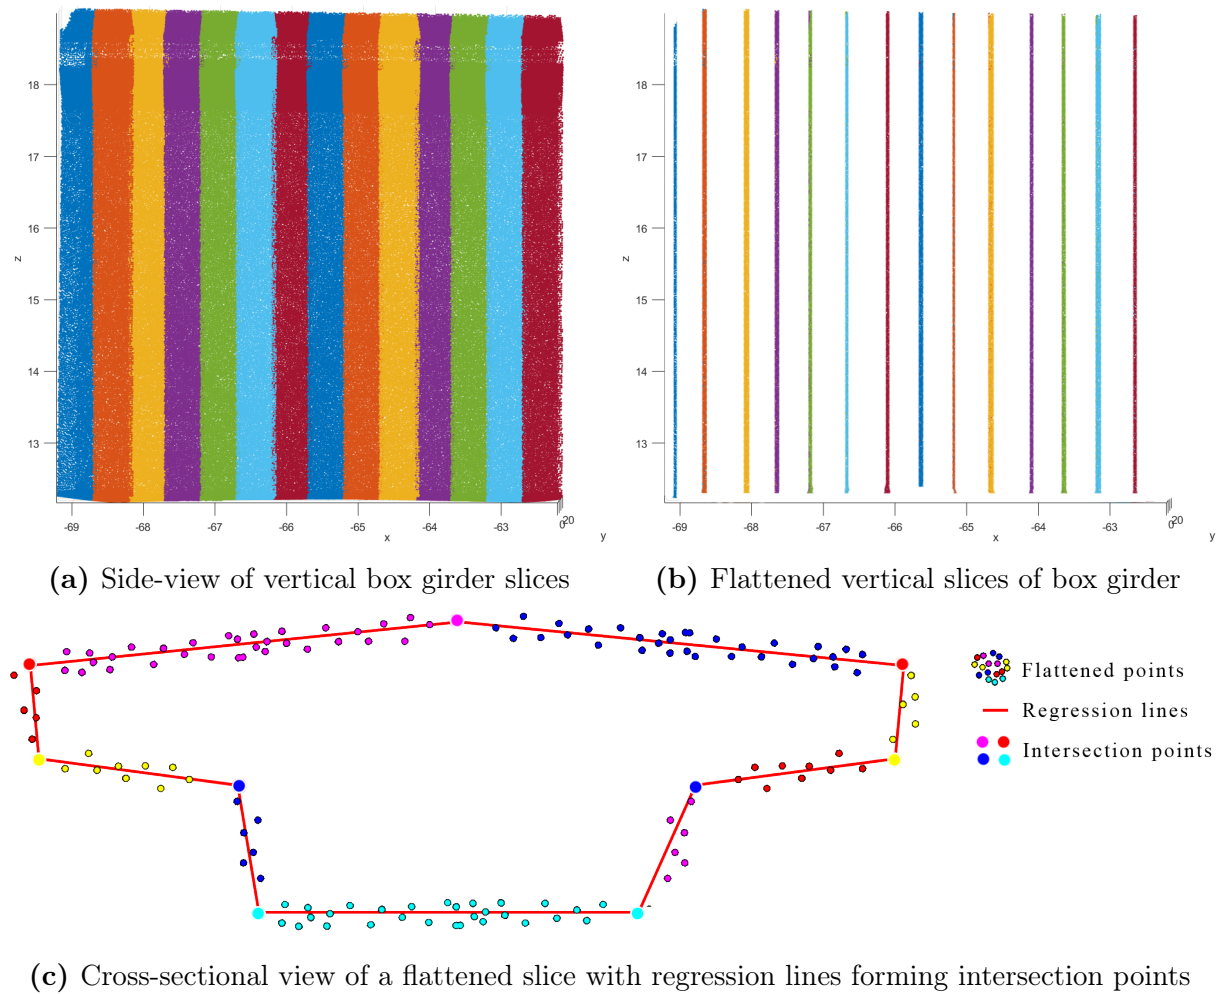 18
17
16
15
14
13
z
-69
-68
-67
-66
-65
-64
-63
0
20
x
y
(a) Side-view of vertical box girder slices
18
17
16
15
14
13
z
-69
-68
-67
-66
-65
-64
-63
0
20
x
y
(b) Flattened vertical slices of box girder
Flattened points
Regression lines
Intersection points
(c) Cross-sectional view of a flattened slice with regression lines forming intersection points